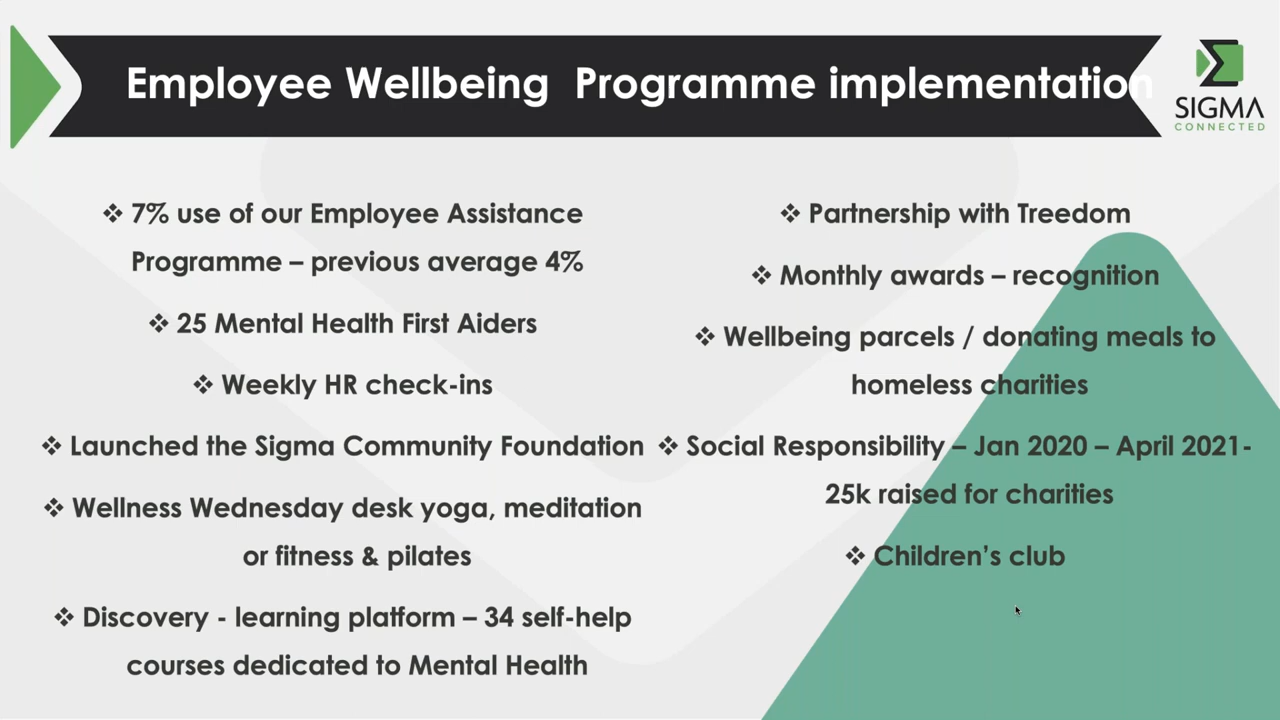 Employee Wellbeing  Programme implementation
SIGMA
CONNECTED
❖ 7% use of our Employee Assistance
Programme – previous average 4%
❖ 25 Mental Health First Aiders
❖ Weekly HR check-ins
❖ Launched the Sigma Community Foundation
❖ Wellness Wednesday desk yoga, meditation
or fitness & pilates
❖ Discovery - learning platform – 34 self-help
courses dedicated to Mental Health
❖ Partnership with Treedom
❖ Monthly awards – recognition
❖ Wellbeing parcels / donating meals to
homeless charities
❖ Social Responsibility – Jan 2020 – April 2021-
25k raised for charities
❖ Children’s club